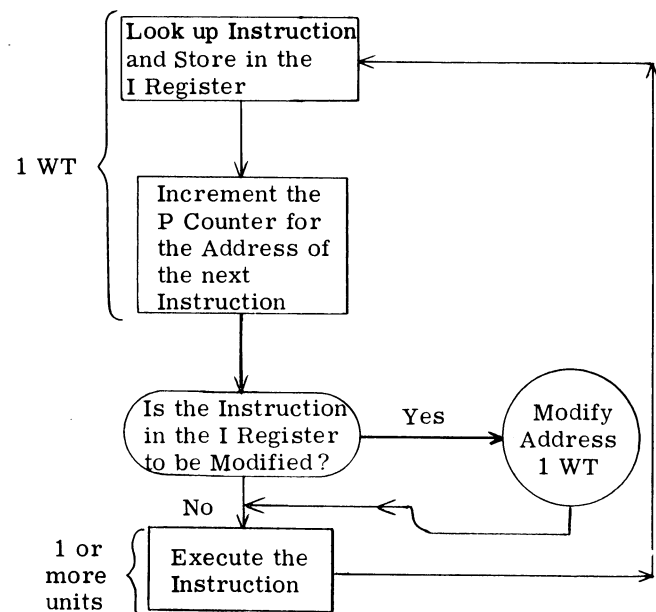 Look up Instruction
and Store in the
I Register
1 WT
Increment the
P Counter for
the Address of
the next
Instruction
Is the Instruction
in the I Register
to be Modified?
Yes
Modify
Address
1 WT
No
1 or
more
units
Execute the
Instruction